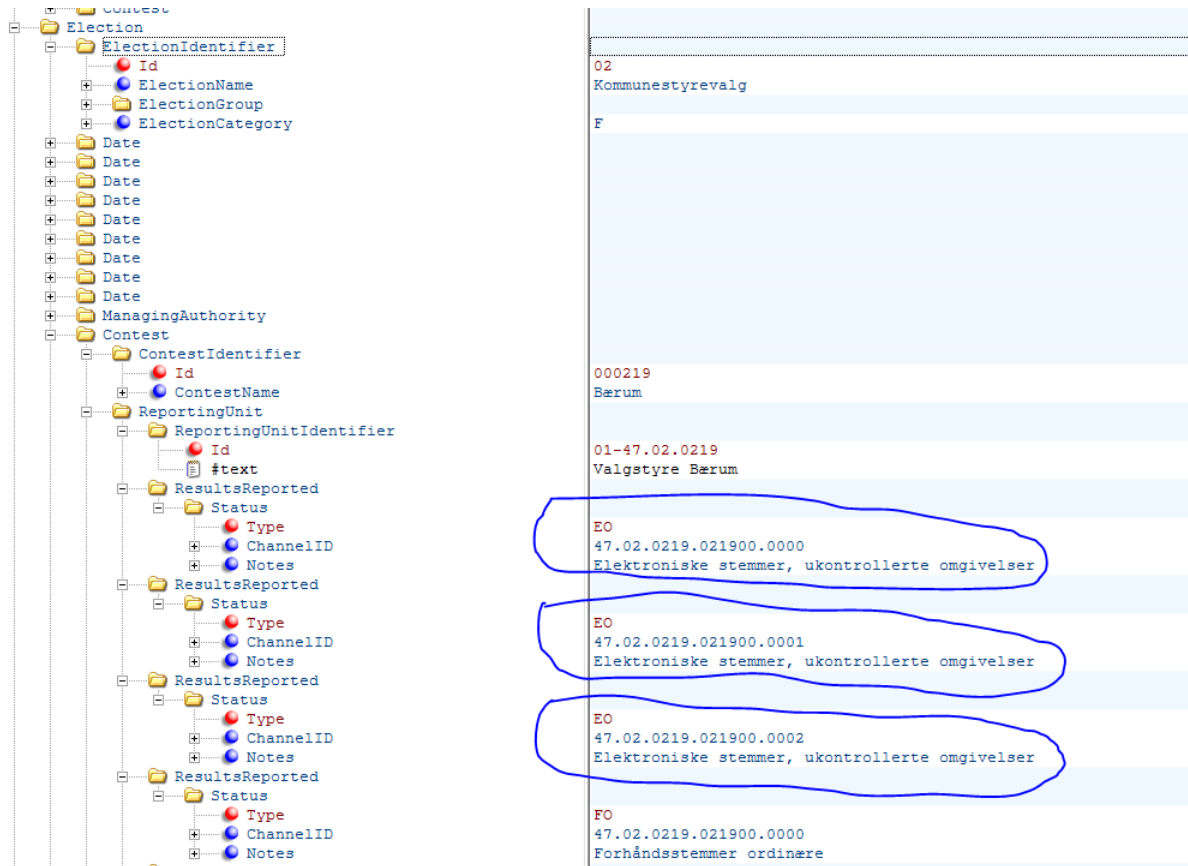 Contest
Election
ElectionIdentifier
Id 02
ElectionName Kommunestyrevalg
ElectionGroup
ElectionCategory F
Date
Date
Date
Date
Date
Date
Date
Date
Date
ManagingAuthority
Contest
ContestIdentifier
Id 000219
ContestName Bærum
ReportingUnit
ReportingUnitIdentifier
Id 01-47.02.0219
#text Valgstyre Bærum
ResultsReported
Status
Type EO
ChannelID 47.02.0219.021900.0000
Notes Elektroniske stemmer, ukontrollerte omgivelser
ResultsReported
Status
Type EO
ChannelID 47.02.0219.021900.0001
Notes Elektroniske stemmer, ukontrollerte omgivelser
ResultsReported
Status
Type EO
ChannelID 47.02.0219.021900.0002
Notes Elektroniske stemmer, ukontrollerte omgivelser
ResultsReported
Status
Type FO
ChannelID 47.02.0219.021900.0000
Notes Forhåndsstemmer ordinære